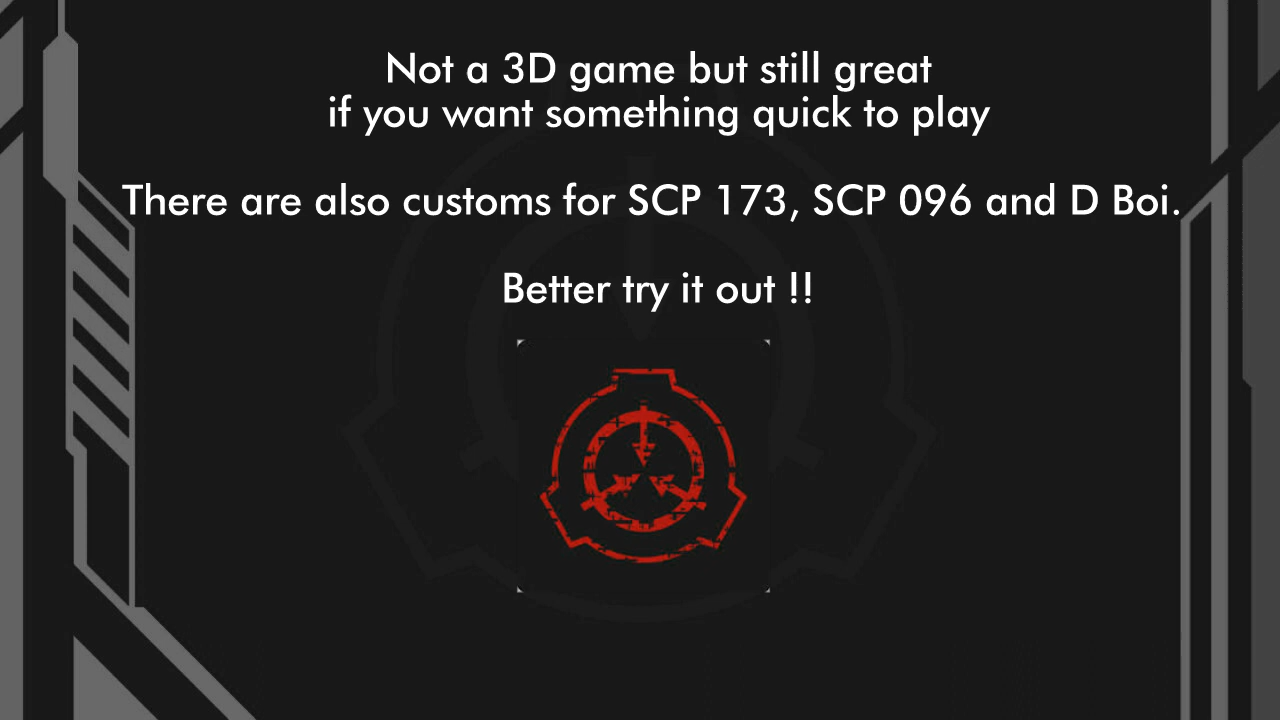 Not a 3D game but still great
if you want something quick to play
There are also customs for SCP 173, SCP 096 and D Boi.
Better try it out !!